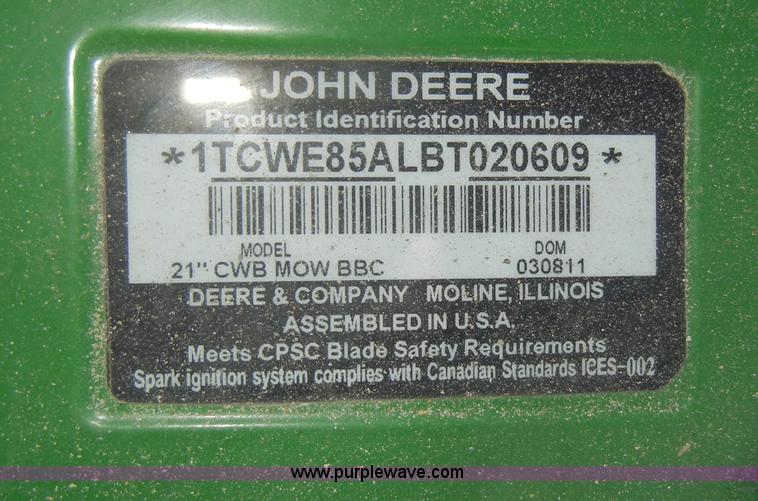 JOHN DEERE
Product Identification Number
*1TCWE85ALBT020609*
MODEL DOM
21" CWB MOW BBC 030811
DEERE & COMPANY MOLINE, ILLINOIS
ASSEMBLED IN U.S.A.
Meets CPSC Blade Safety Requirements
Spark ignition system complies with Canadian Standards ICES-002
www.purplewave.com